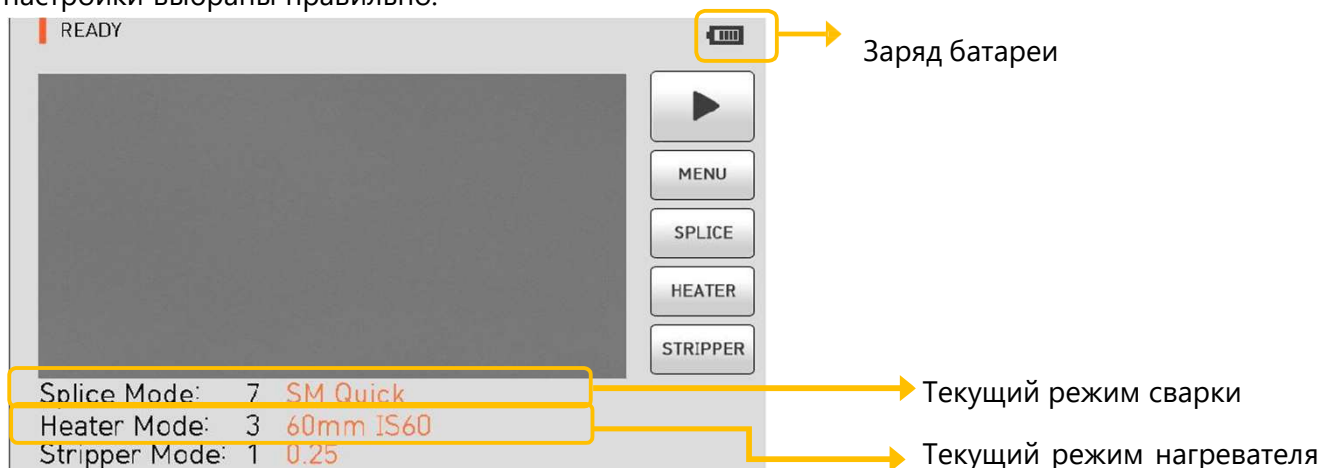 настройки выбраны правильно.
READY
Заряд батареи
MENU
SPLICE
HEATER
STRIPPER
Splice Mode: 7 SM Quick
Текущий режим сварки
Heater Mode: 3 60mm IS60
Stripper Mode: 1 0.25
Текущий режим нагревателя